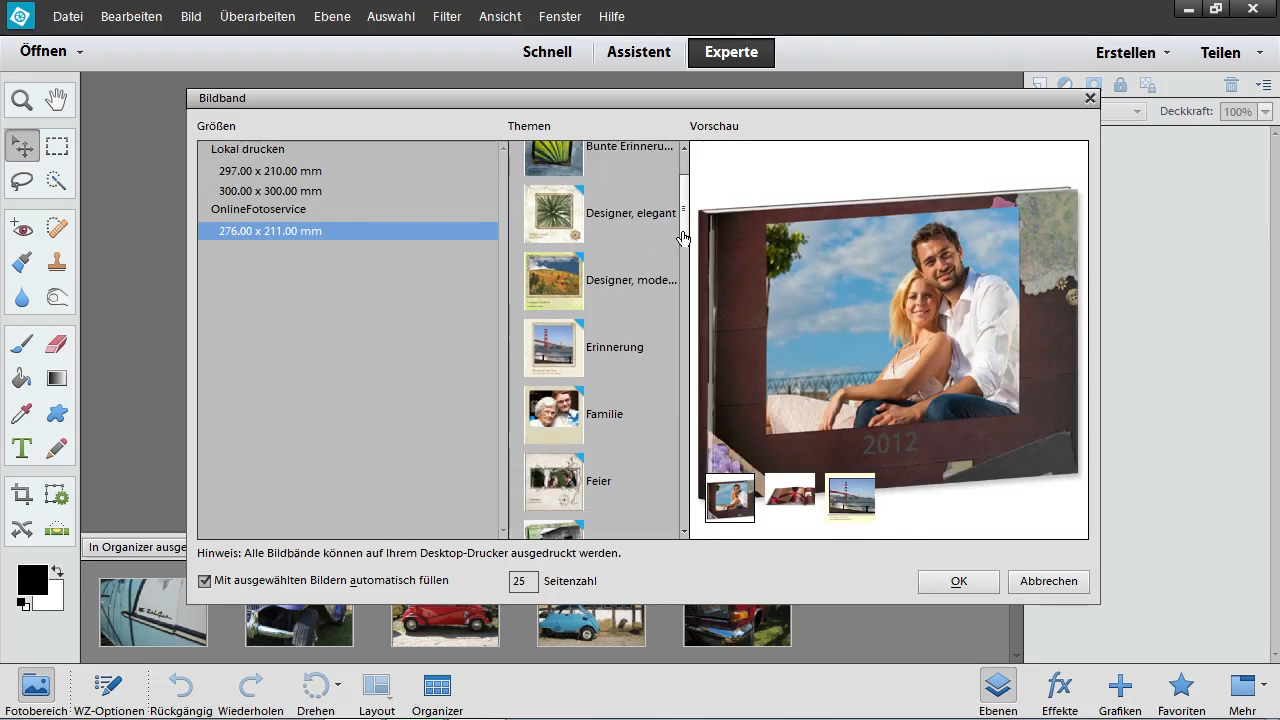 Datei Bearbeiten Bild Überarbeiten Ebene Auswahl Filter Ansicht Fenster Hilfe
Öffnen Schnell Assistent Experte Erstellen Teilen
Bildband
Deckkraft: 100%
Größen Themen Vorschau
Lokal drucken
297.00 x 210.00 mm
300.00 x 300.00 mm
OnlineFotoservice
276.00 x 211.00 mm
Bunte Erinneru...
Designer, elegant
Designer, mode...
Erinnerung
Familie
Feier
2012
In Organizer ausge
Hinweis: Alle Bildbände können auf Ihrem Desktop-Drucker ausgedruckt werden.
Mit ausgewählten Bildern automatisch füllen 25 Seitenzahl OK Abbrechen
Fotobereich WZ-Optionen Rückgängig Wiederholen Drehen Layout Organizer Ebenen Effekte Grafiken Favoriten Mehr